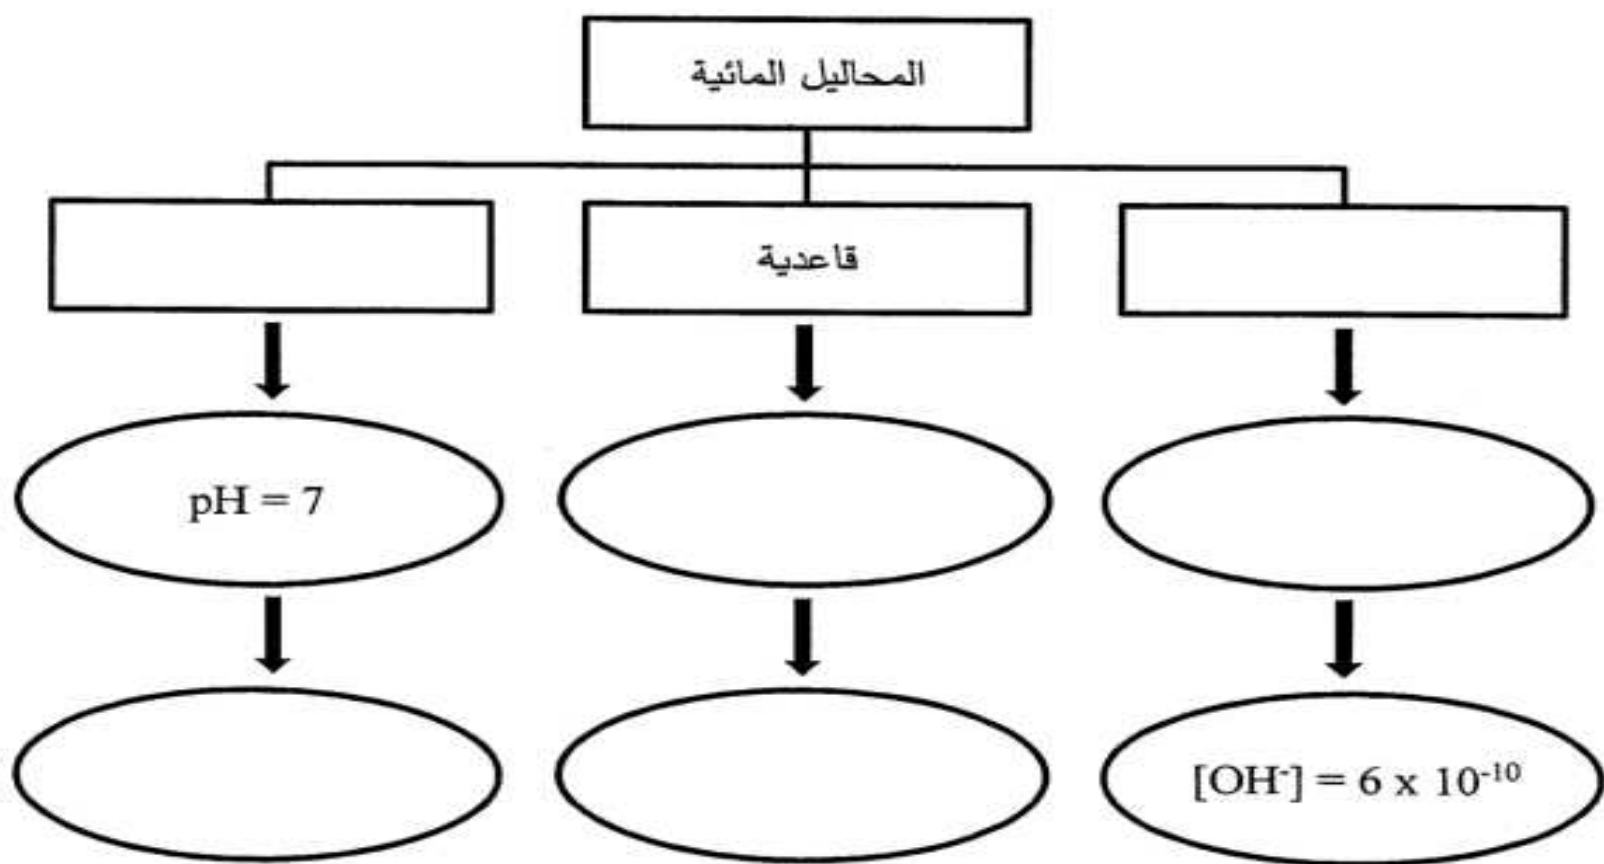 المحاليل المائية
قاعدية
pH = 7
[OH⁻] = 6 x 10⁻¹⁰